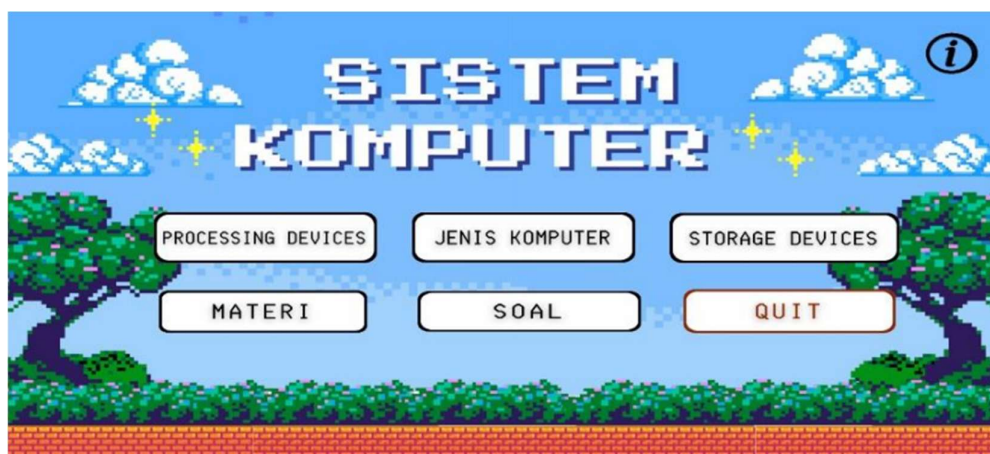 SISTEM
KOMPUTER
i
PROCESSING DEVICES
JENIS KOMPUTER
STORAGE DEVICES
MATERI
SOAL
QUIT